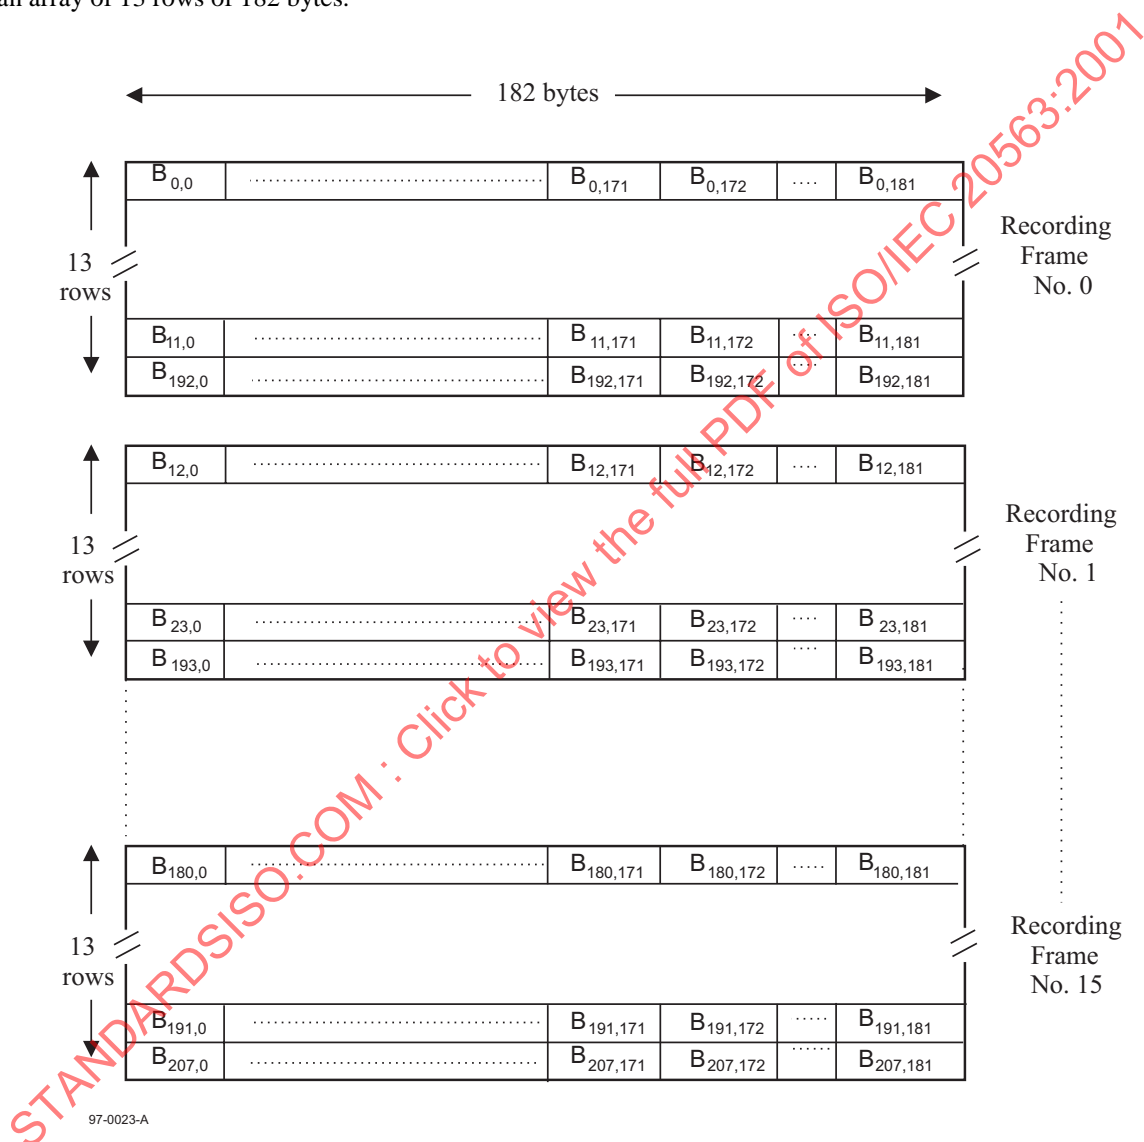 an array of 13 rows of 182 bytes.
182 bytes
B0,0 ........ B0,171 B0,172 .... B0,181
13
rows
Recording
Frame
No. 0
B11,0 ........ B11,171 B11,172 .... B11,181
B192,0 ........ B192,171 B192,172 .... B192,181
B12,0 ........ B12,171 B12,172 .... B12,181
13
rows
Recording
Frame
No. 1
B23,0 ........ B23,171 B23,172 .... B23,181
B193,0 ........ B193,171 B193,172 .... B193,181
B180,0 ........ B180,171 B180,172 ..... B180,181
13
rows
Recording
Frame
No. 15
B191,0 ........ B191,171 B191,172 ..... B191,181
B207,0 ........ B207,171 B207,172 ..... B207,181
97-0023-A
STANDARDSISO.COM : Click to view the full PDF of ISO/IEC 20563:2001